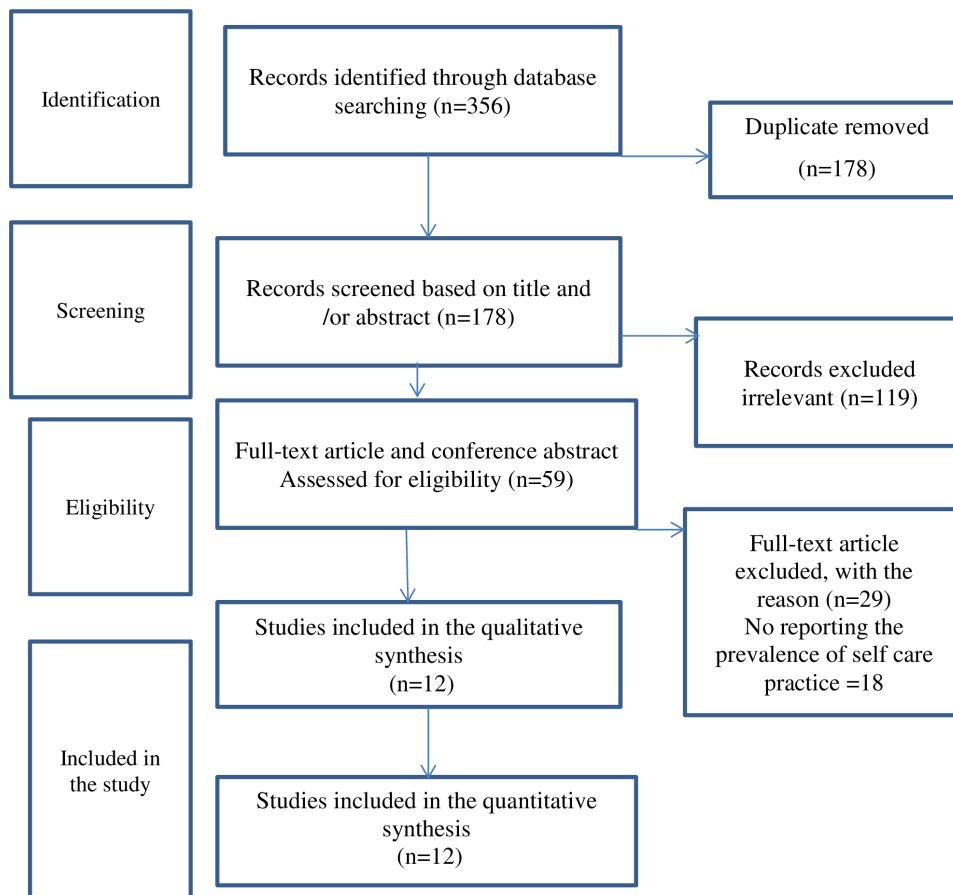 Identification
Records identified through database
searching (n=356)
Duplicate removed
(n=178)
Screening
Records screened based on title and
/or abstract (n=178)
Records excluded
irrelevant (n=119)
Eligibility
Full-text article and conference abstract
Assessed for eligibility (n=59)
Full-text article
excluded, with the
reason (n=29)
No reporting the
prevalence of self care
practice =18
Included in
the study
Studies included in the qualitative
synthesis
(n=12)
Studies included in the quantitative
synthesis
(n=12)